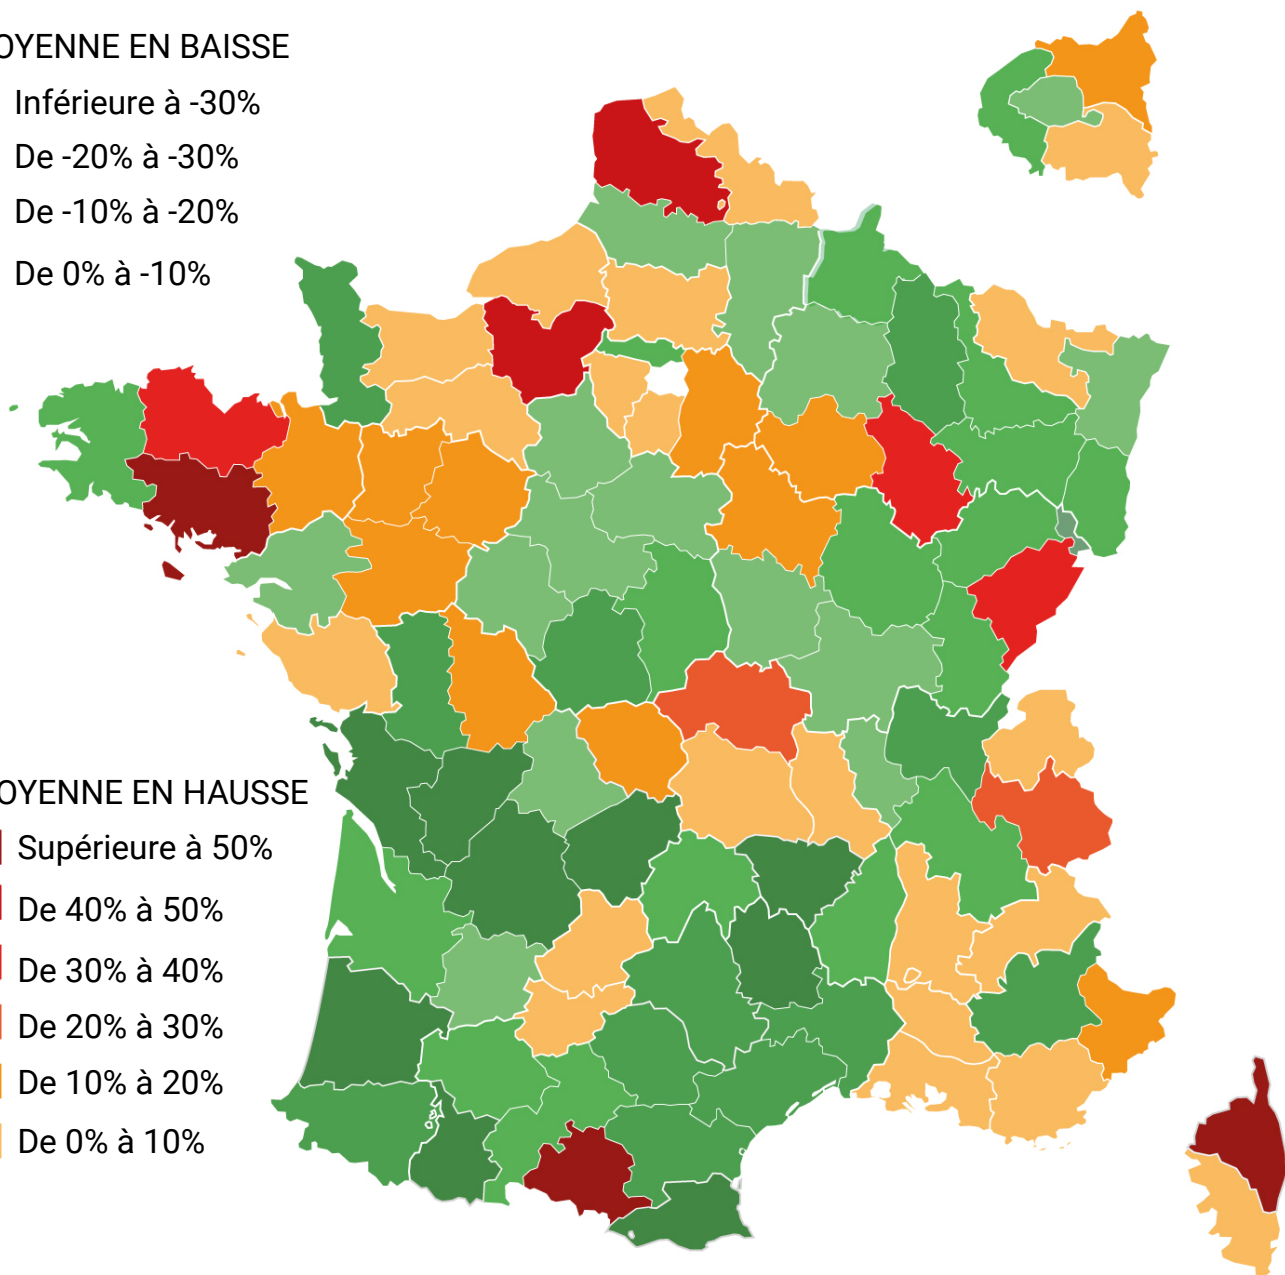 OYENNE EN BAISSE
Inférieure à -30%
De -20% à -30%
De -10% à -20%
De 0% à -10%
OYENNE EN HAUSSE
Supérieure à 50%
De 40% à 50%
De 30% à 40%
De 20% à 30%
De 10% à 20%
De 0% à 10%